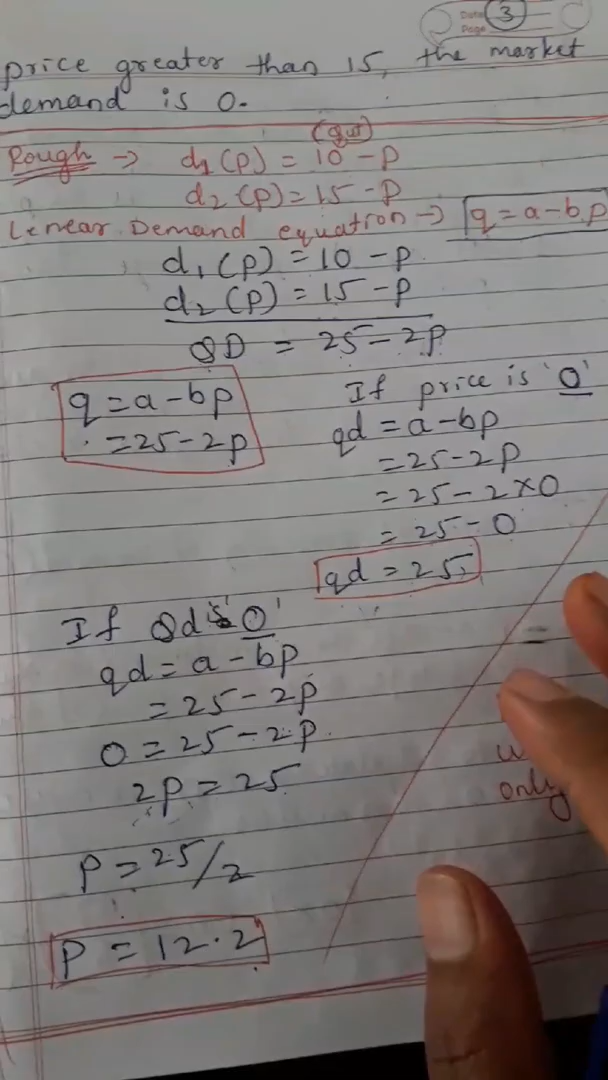 Date
Page
3
price greater than 15, the market
demand is 0.
Rough → d1(P) = 10 - P
d2(P) = 15 - P
Linear Demand equation → q = a - bp
d1(P) = 10 - P
d2(P) = 15 - P
QD = 25 - 2P
q = a - bp
= 25 - 2P
If price is '0'
qd = a - bp
= 25 - 2P
= 25 - 2×0
= 25 - 0
qd = 25
If Qd is '0'
qd = a - bp
= 25 - 2P
0 = 25 - 2P
2P = 25
P = 25/2
P = 12.2
=
only